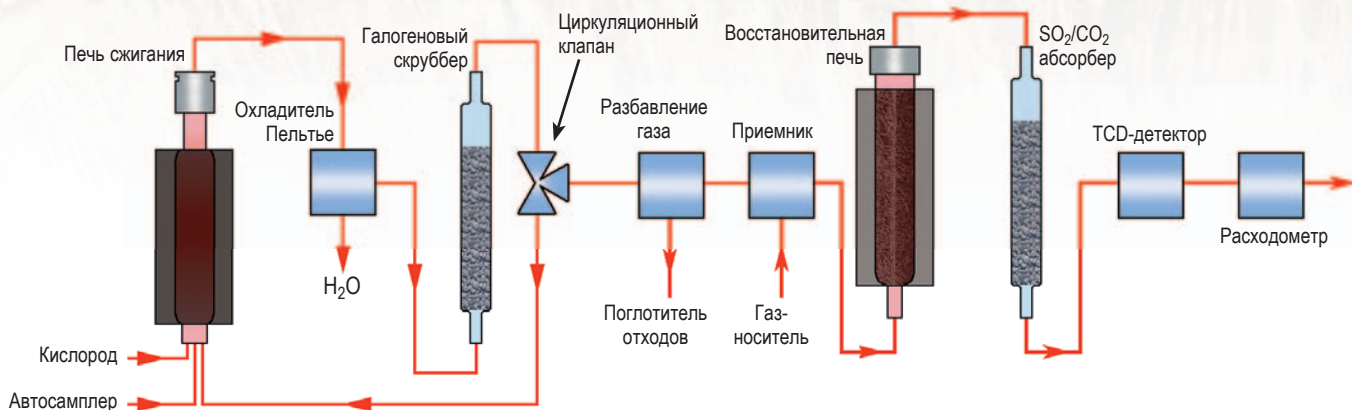 Печь сжигания
Охладитель
Пельтье
H₂O
Галогеновый
скруббер
Циркуляционный
клапан
Разбавление
газа
Приемник
Восстановительная
печь
SO₂/CO₂
абсорбер
TCD-детектор
Расходометр
Поглотитель
отходов
Газ-
носитель
Кислород
Автосамплер